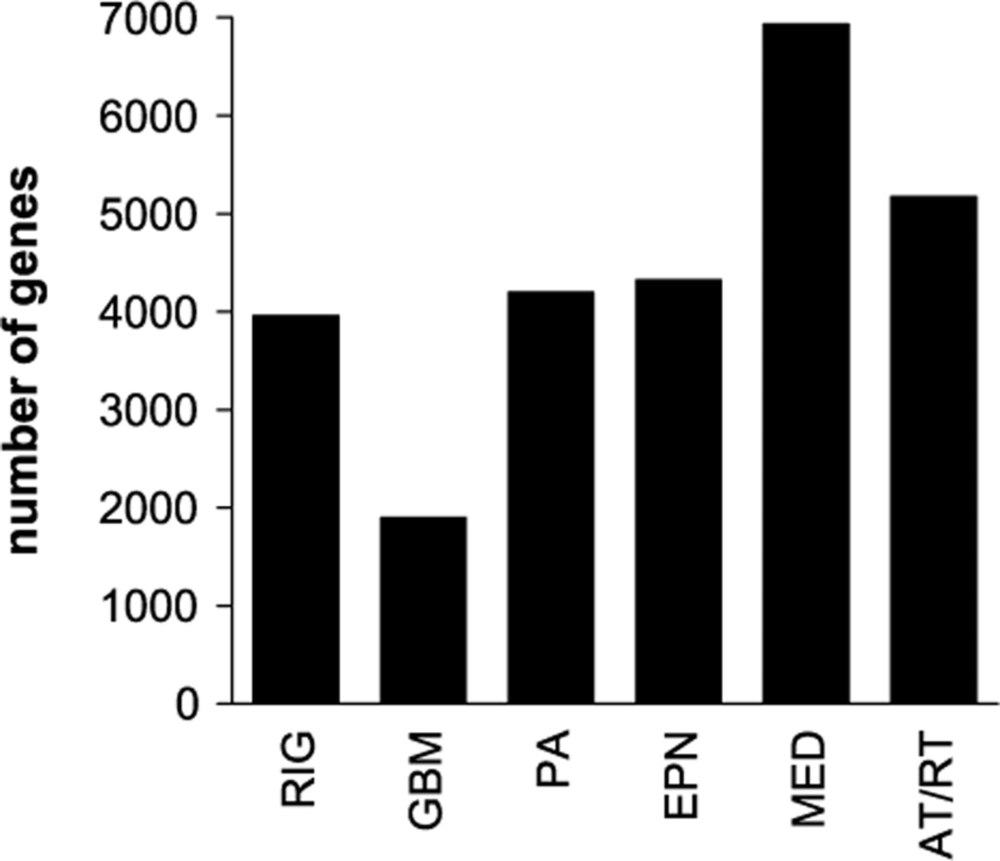 number of genes
7000
6000
5000
4000
3000
2000
1000
0
RIG
GBM
PA
EPN
MED
AT/RT